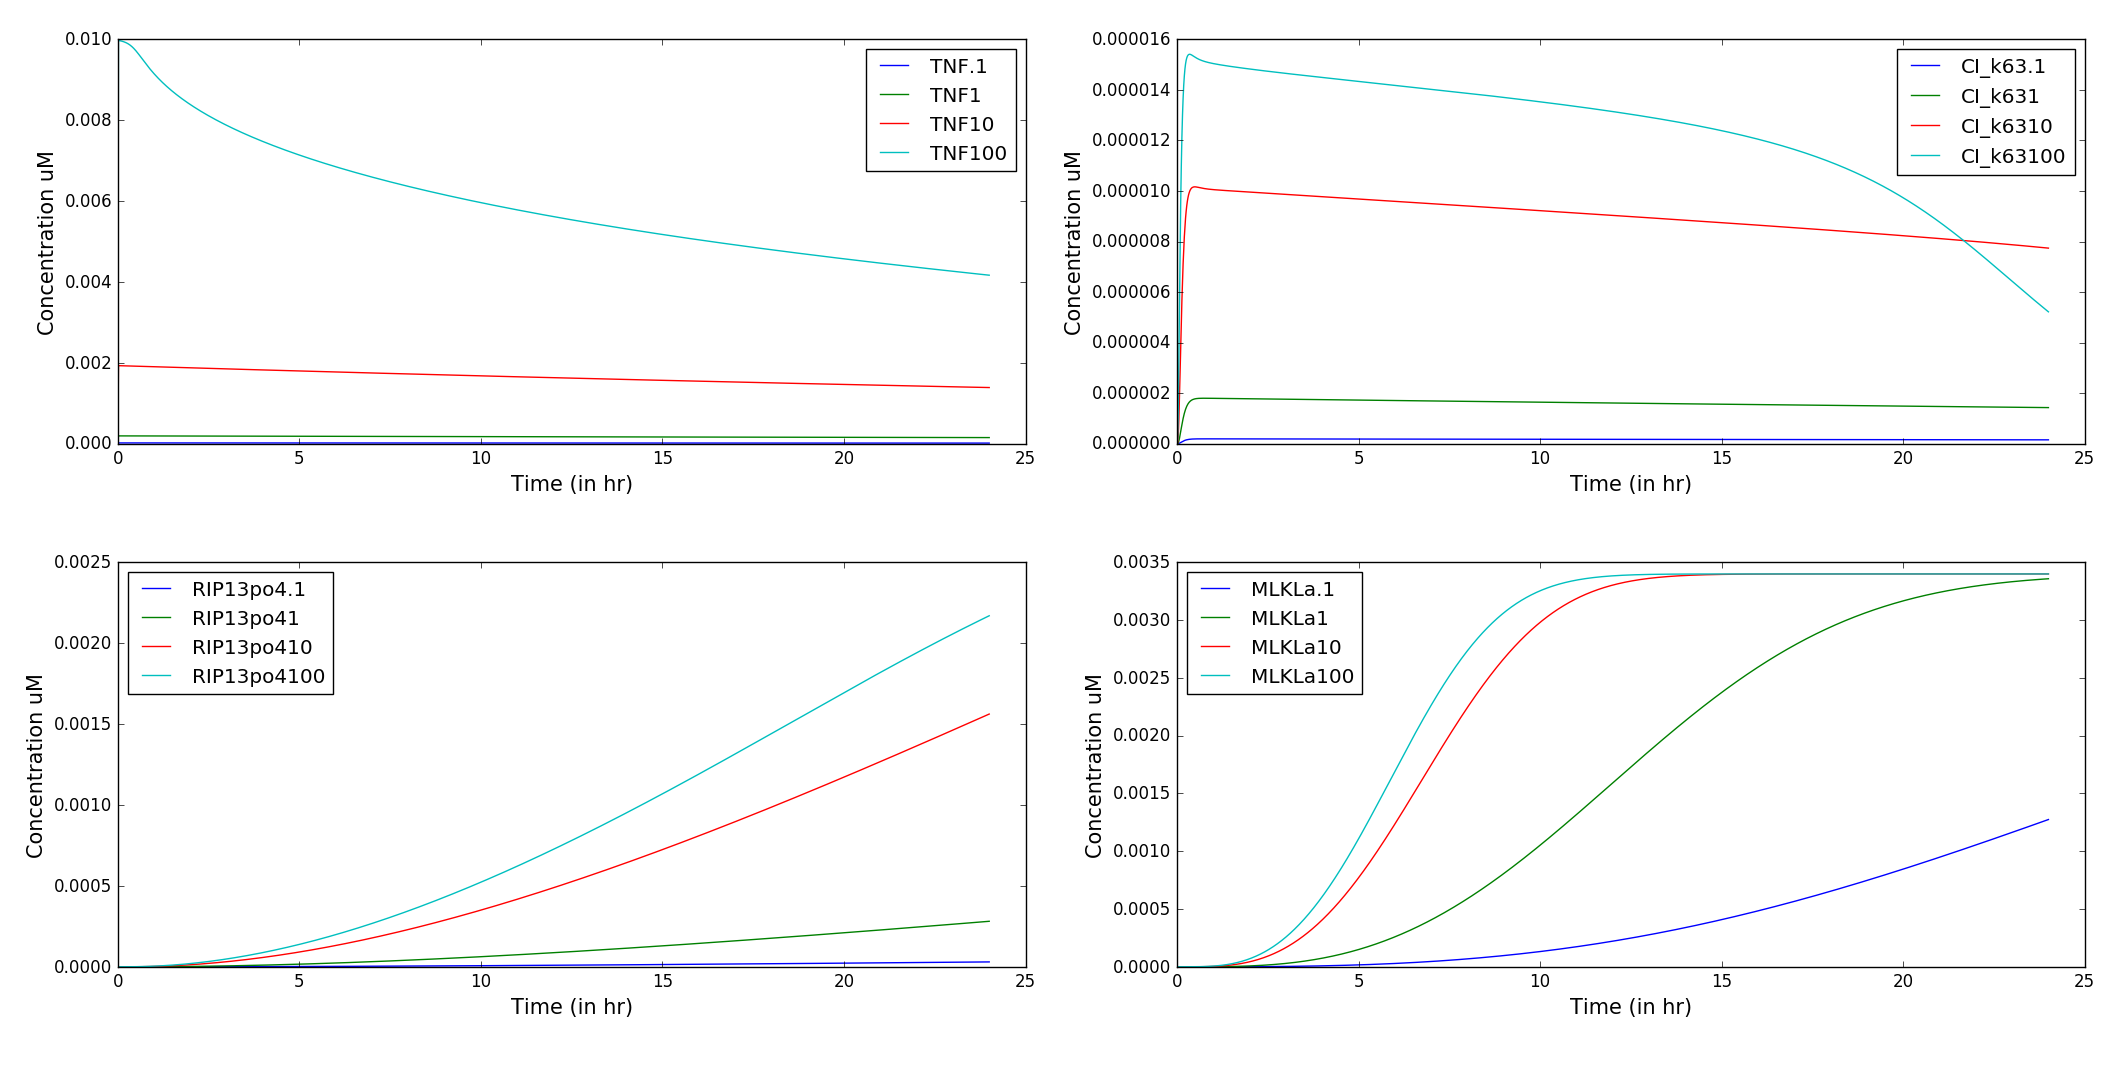 0.010
0.008
0.006
0.004
0.002
0.000
Concentration uM
TNF.1
TNF1
TNF10
TNF100
0 5 10 15 20 25
Time (in hr)
0.000016
0.000014
0.000012
0.000010
0.000008
0.000006
0.000004
0.000002
0.000000
Concentration uM
CI_k63.1
CI_k631
CI_k6310
CI_k63100
0 5 10 15 20 25
Time (in hr)
0.0025
0.0020
0.0015
0.0010
0.0005
0.0000
Concentration uM
RIP13po4.1
RIP13po41
RIP13po410
RIP13po4100
0 5 10 15 20 25
Time (in hr)
0.0035
0.0030
0.0025
0.0020
0.0015
0.0010
0.0005
0.0000
Concentration uM
MLKLa.1
MLKLa1
MLKLa10
MLKLa100
0 5 10 15 20 25
Time (in hr)